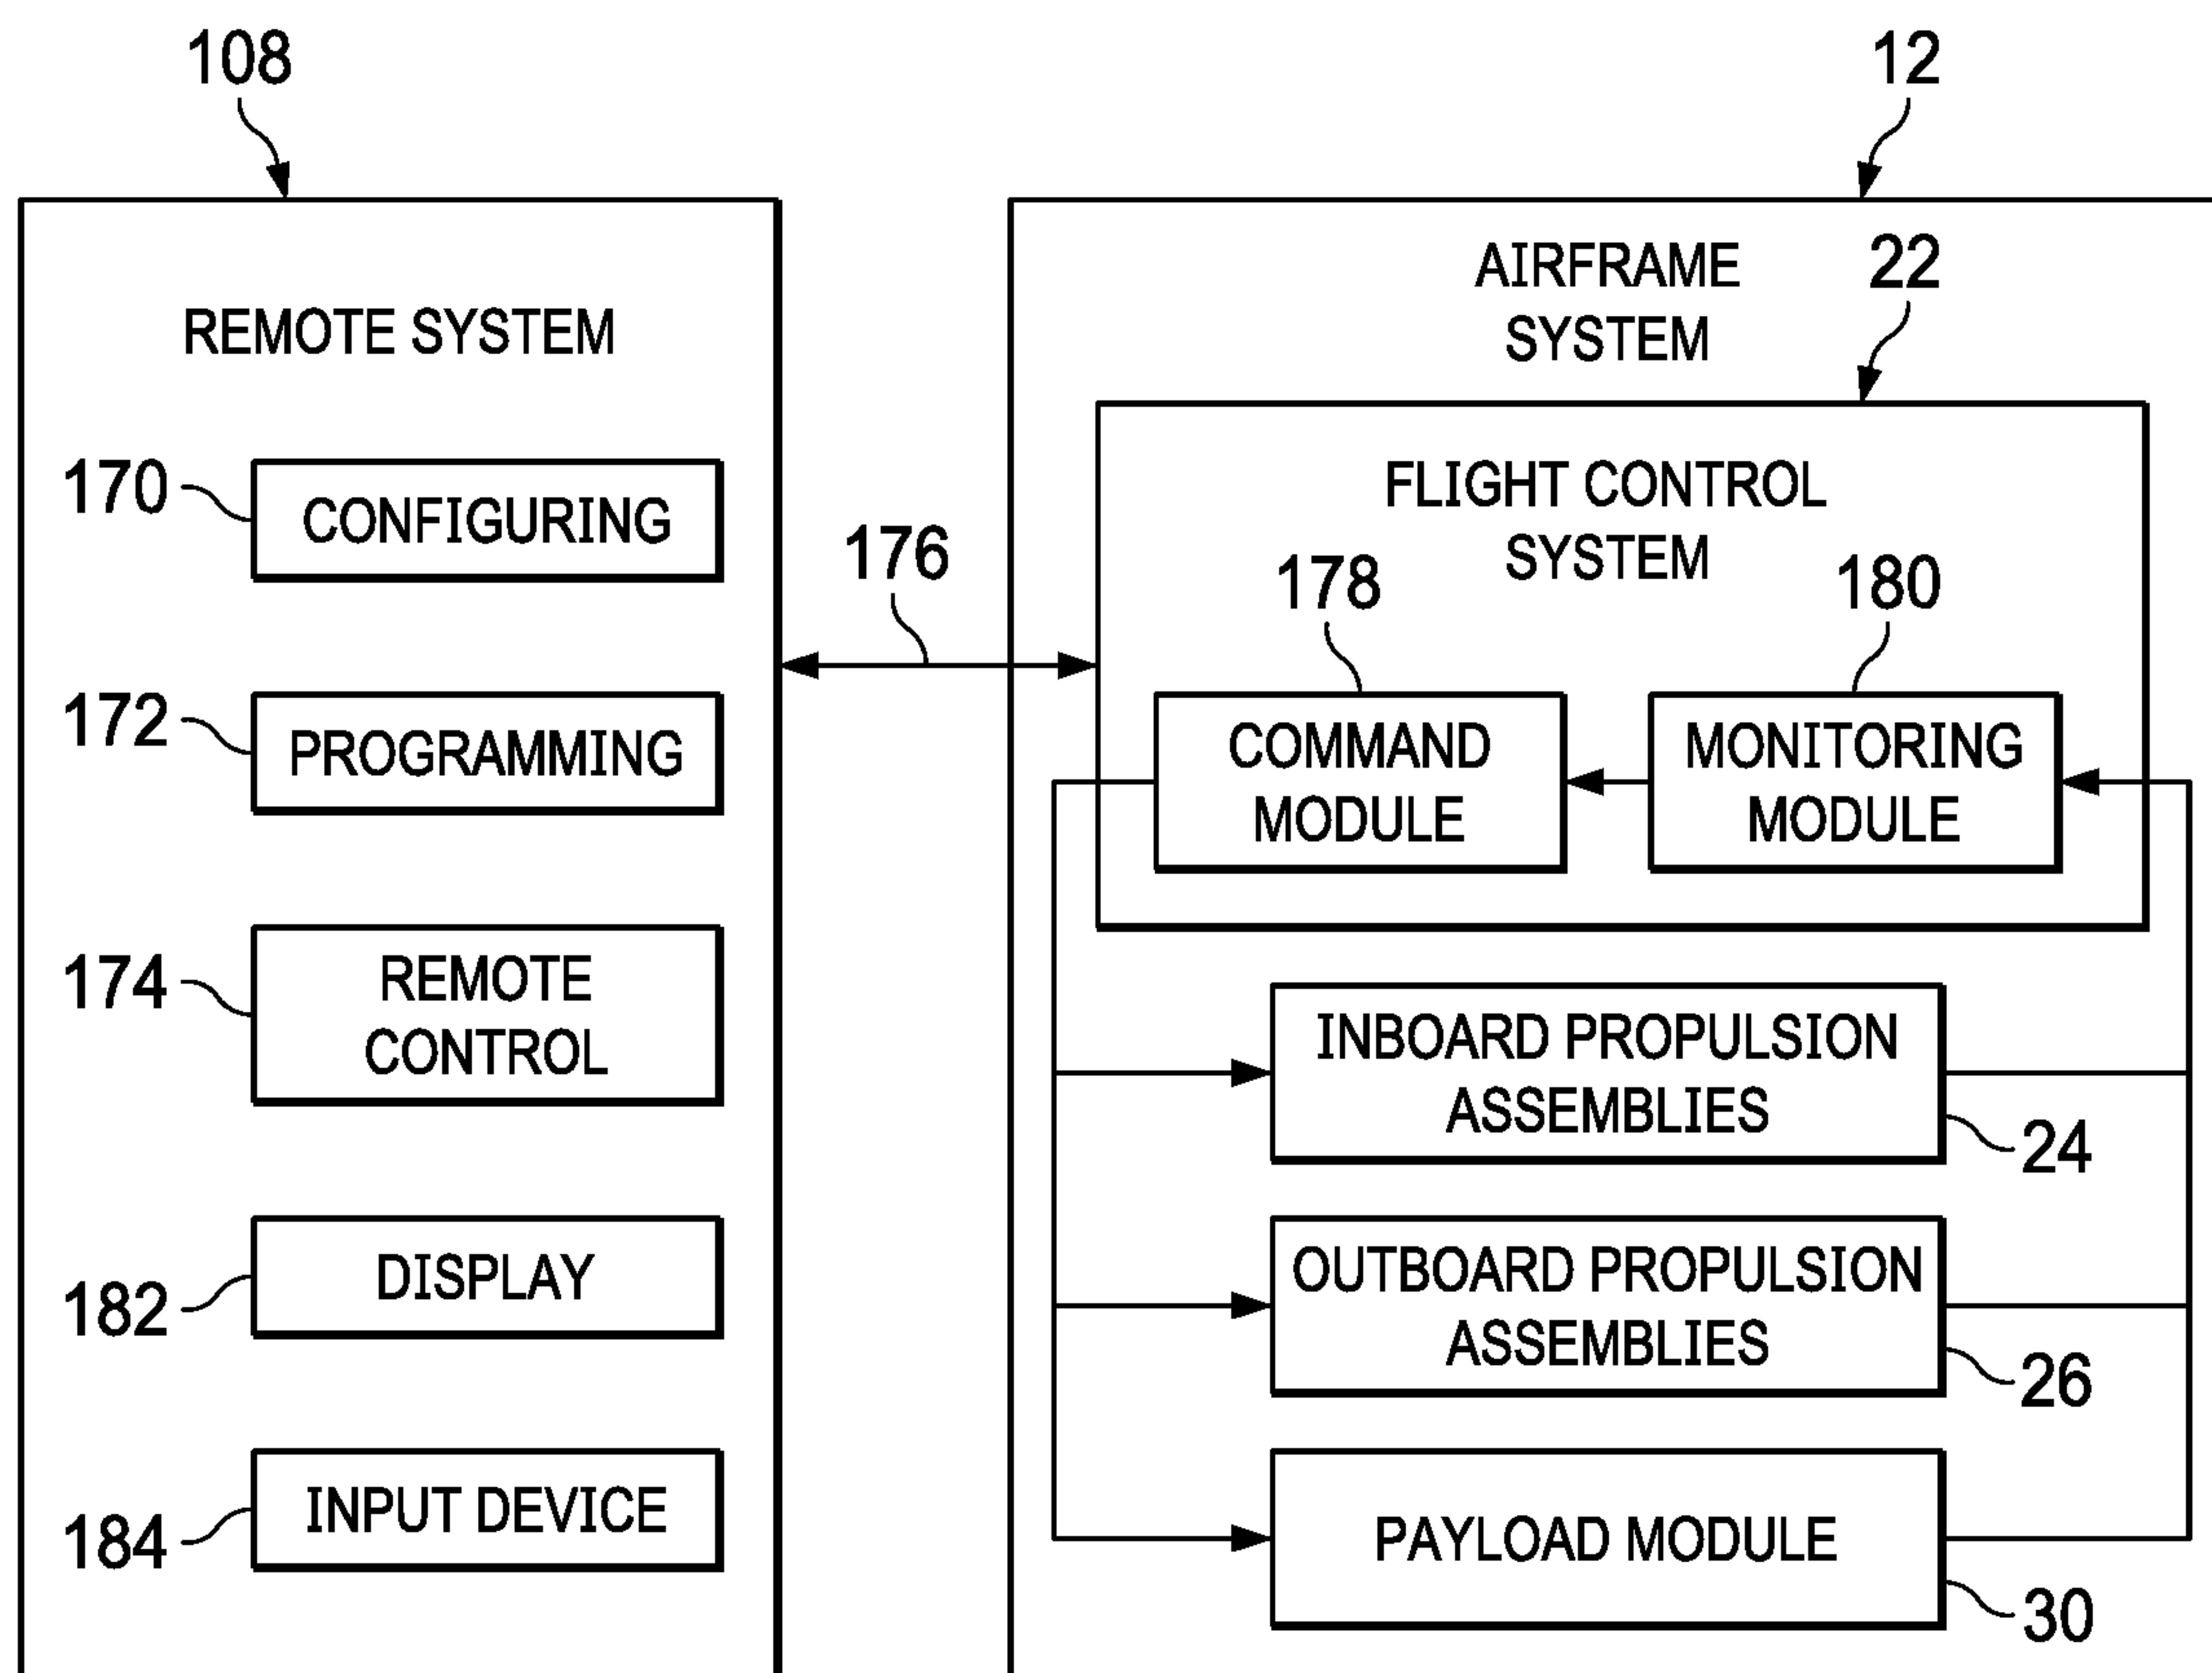 108
REMOTE SYSTEM
170
CONFIGURING
172
PROGRAMMING
174
REMOTE
CONTROL
182
DISPLAY
184
INPUT DEVICE
176
12
AIRFRAME
SYSTEM
22
FLIGHT CONTROL
SYSTEM
178
COMMAND
MODULE
180
MONITORING
MODULE
INBOARD PROPULSION
ASSEMBLIES
24
OUTBOARD PROPULSION
ASSEMBLIES
26
PAYLOAD MODULE
30